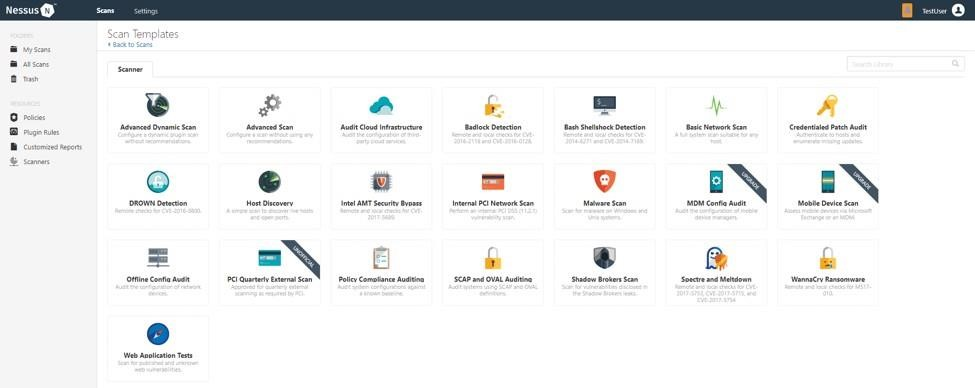 Nessus N Scans Settings TestUser
FOLDERS
My Scans
All Scans
Trash
RESOURCES
Policies
Plugin Rules
Customized Reports
Scanners
Scan Templates
Back to Scans
Scanner
Search Library
Advanced Dynamic Scan
Configure a dynamic plugin scan
without recommendations.
Advanced Scan
Configure a scan without using any
recommendations.
Audit Cloud Infrastructure
Audit the configuration of third-
party cloud services.
Badlock Detection
Remote and local checks for CVE-
2016-2118 and CVE-2016-0128.
Bash Shellshock Detection
Remote and local checks for CVE-
2014-6271 and CVE-2014-7169.
Basic Network Scan
A full system scan suitable for any
host.
Credentialed Patch Audit
Authenticate to hosts and
enumerate missing updates.
DROWN Detection
Remote checks for CVE-2016-0800.
Host Discovery
A simple scan to discover live hosts
and open ports.
Intel AMT Security Bypass
Remote and local checks for CVE-
2017-5689.
Internal PCI Network Scan
Perform an internal PCI DSS (11.2.1)
vulnerability scan.
Malware Scan
Scan for malware on Windows and
Unix systems.
UPGRADE
MDM Config Audit
Audit the configuration of mobile
device managers.
UPGRADE
Mobile Device Scan
Assess mobile devices via Microsoft
Exchange or an MDM.
Offline Config Audit
Audit the configuration of network
devices.
UNOFFICIAL
PCI Quarterly External Scan
Approved for quarterly external
scanning as required by PCI.
Policy Compliance Auditing
Audit system configurations against
a known baseline.
SCAP and OVAL Auditing
Audit systems using SCAP and OVAL
definitions.
Shadow Brokers Scan
Scan for vulnerabilities disclosed in
the Shadow Brokers leaks.
Spectre and Meltdown
Remote and local checks for CVE-
2017-5753, CVE-2017-5715, and
CVE-2017-5754
WannaCry Ransomware
Remote and local checks for MS17-
010.
Web Application Tests
Scan for published and unknown
web vulnerabilities.